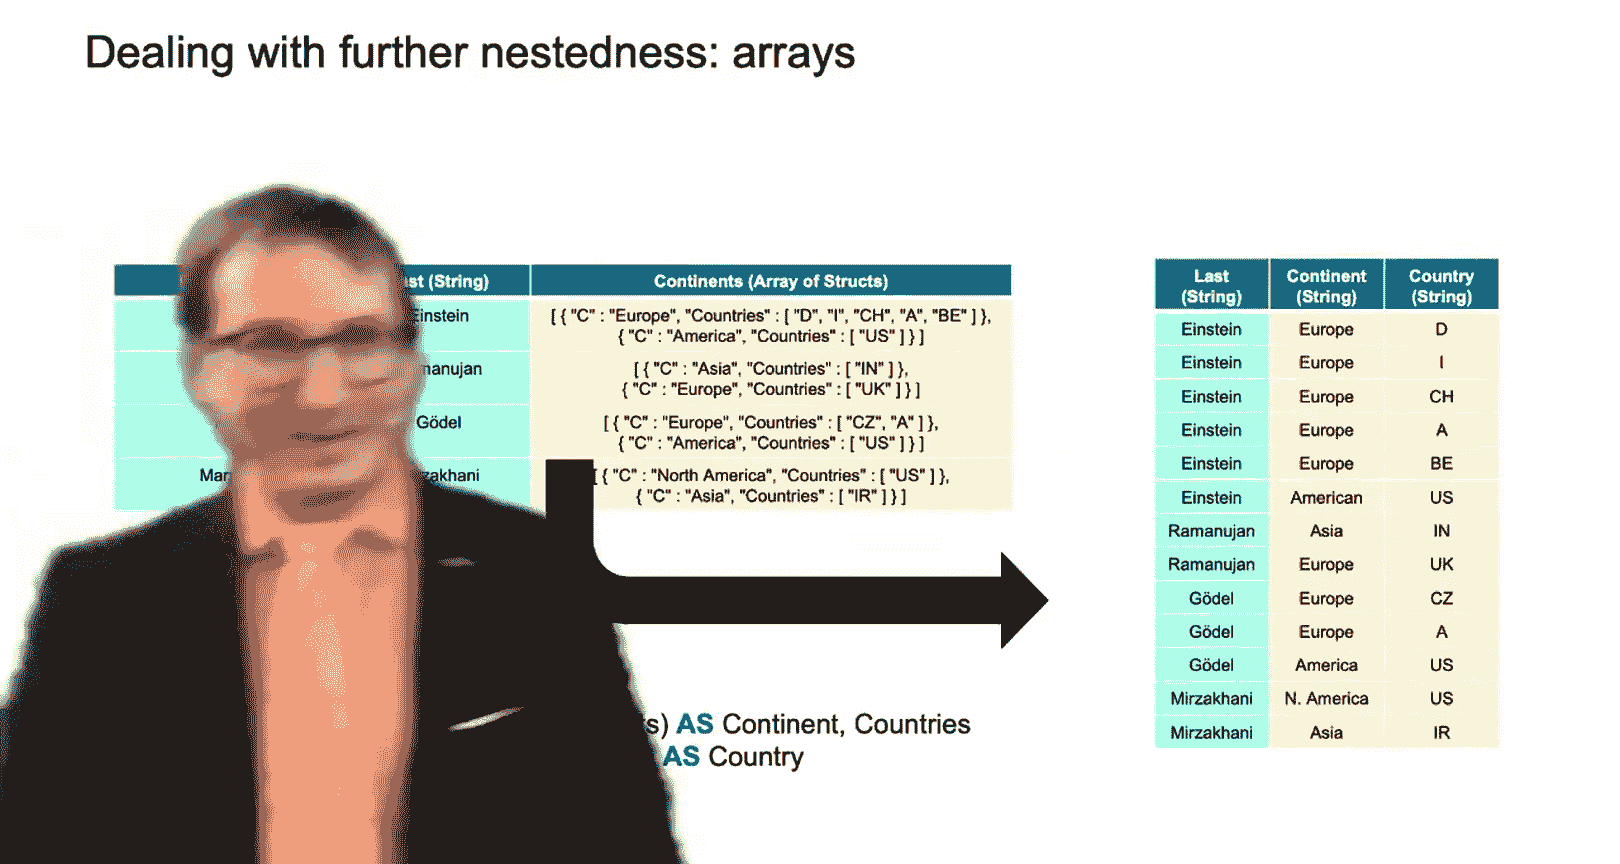 Dealing with further nestedness: arrays
(String) Continents (Array of Structs)
Einstein [ { "C" : "Europe", "Countries" : [ "D", "I", "CH", "A", "BE" ] },
{ "C" : "America", "Countries" : [ "US" ] } ]
[ { "C" : "Asia", "Countries" : [ "IN" ] },
{ "C" : "Europe", "Countries" : [ "UK" ] } ]
Gödel [ { "C" : "Europe", "Countries" : [ "CZ", "A" ] },
{ "C" : "America", "Countries" : [ "US" ] } ]
[ { "C" : "North America", "Countries" : [ "US" ] },
{ "C" : "Asia", "Countries" : [ "IR" ] } ]
AS Continent, Countries
AS Country
Last Continent Country
(String) (String) (String)
Einstein Europe D
Einstein Europe I
Einstein Europe CH
Einstein Europe A
Einstein Europe BE
Einstein American US
Ramanujan Asia IN
Ramanujan Europe UK
Gödel Europe CZ
Gödel Europe A
Gödel America US
Mirzakhani N. America US
Mirzakhani Asia IR